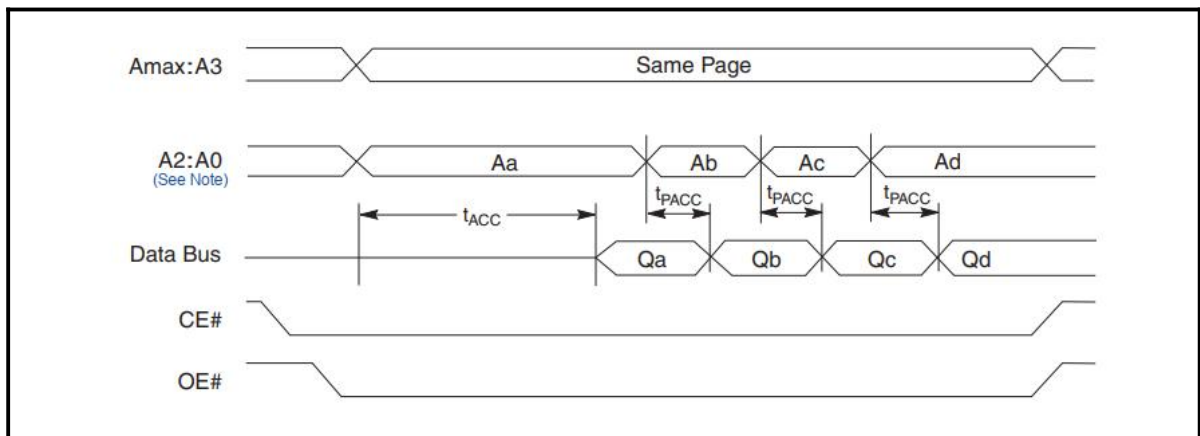 Amax:A3
Same Page
A2:A0
(See Note)
Aa
Ab
Ac
Ad
tPACC
tPACC
tPACC
tACC
Data Bus
Qa
Qb
Qc
Qd
CE#
OE#